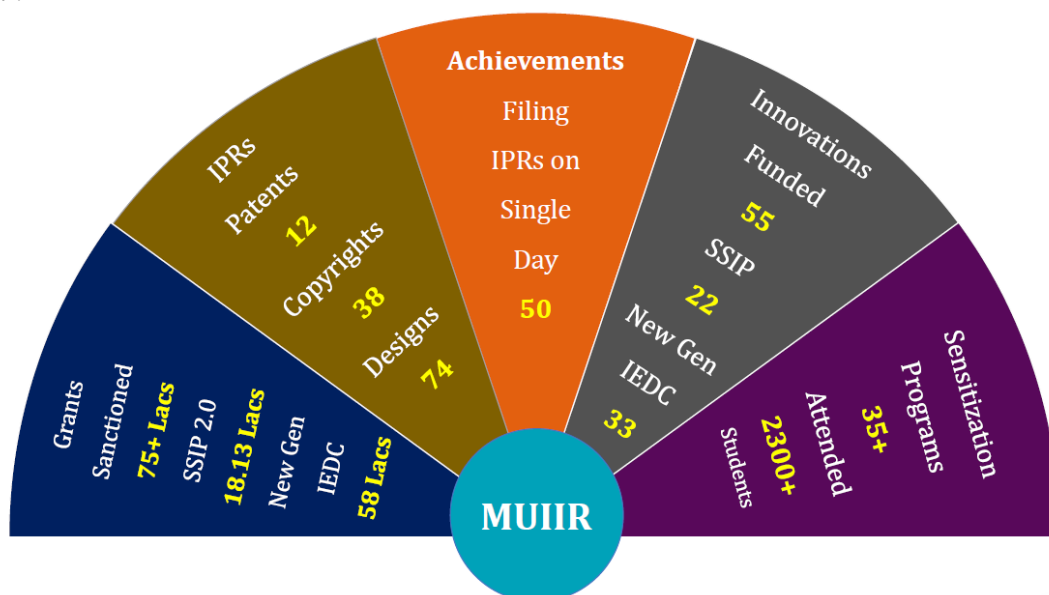 Grants
Sanctioned
75+ Lacs
SSIP 2.0
18.13 Lacs
New Gen
IEDC
58 Lacs
IPRs
Patents
12
Copyrights
38
Designs
74
Achievements
Filing
IPRs on
Single
Day
50
Innovations
Funded
55
SSIP
22
New Gen
IEDC
33
Sensitization
Programs
35+
Attended
2300+
Students
MUIIR